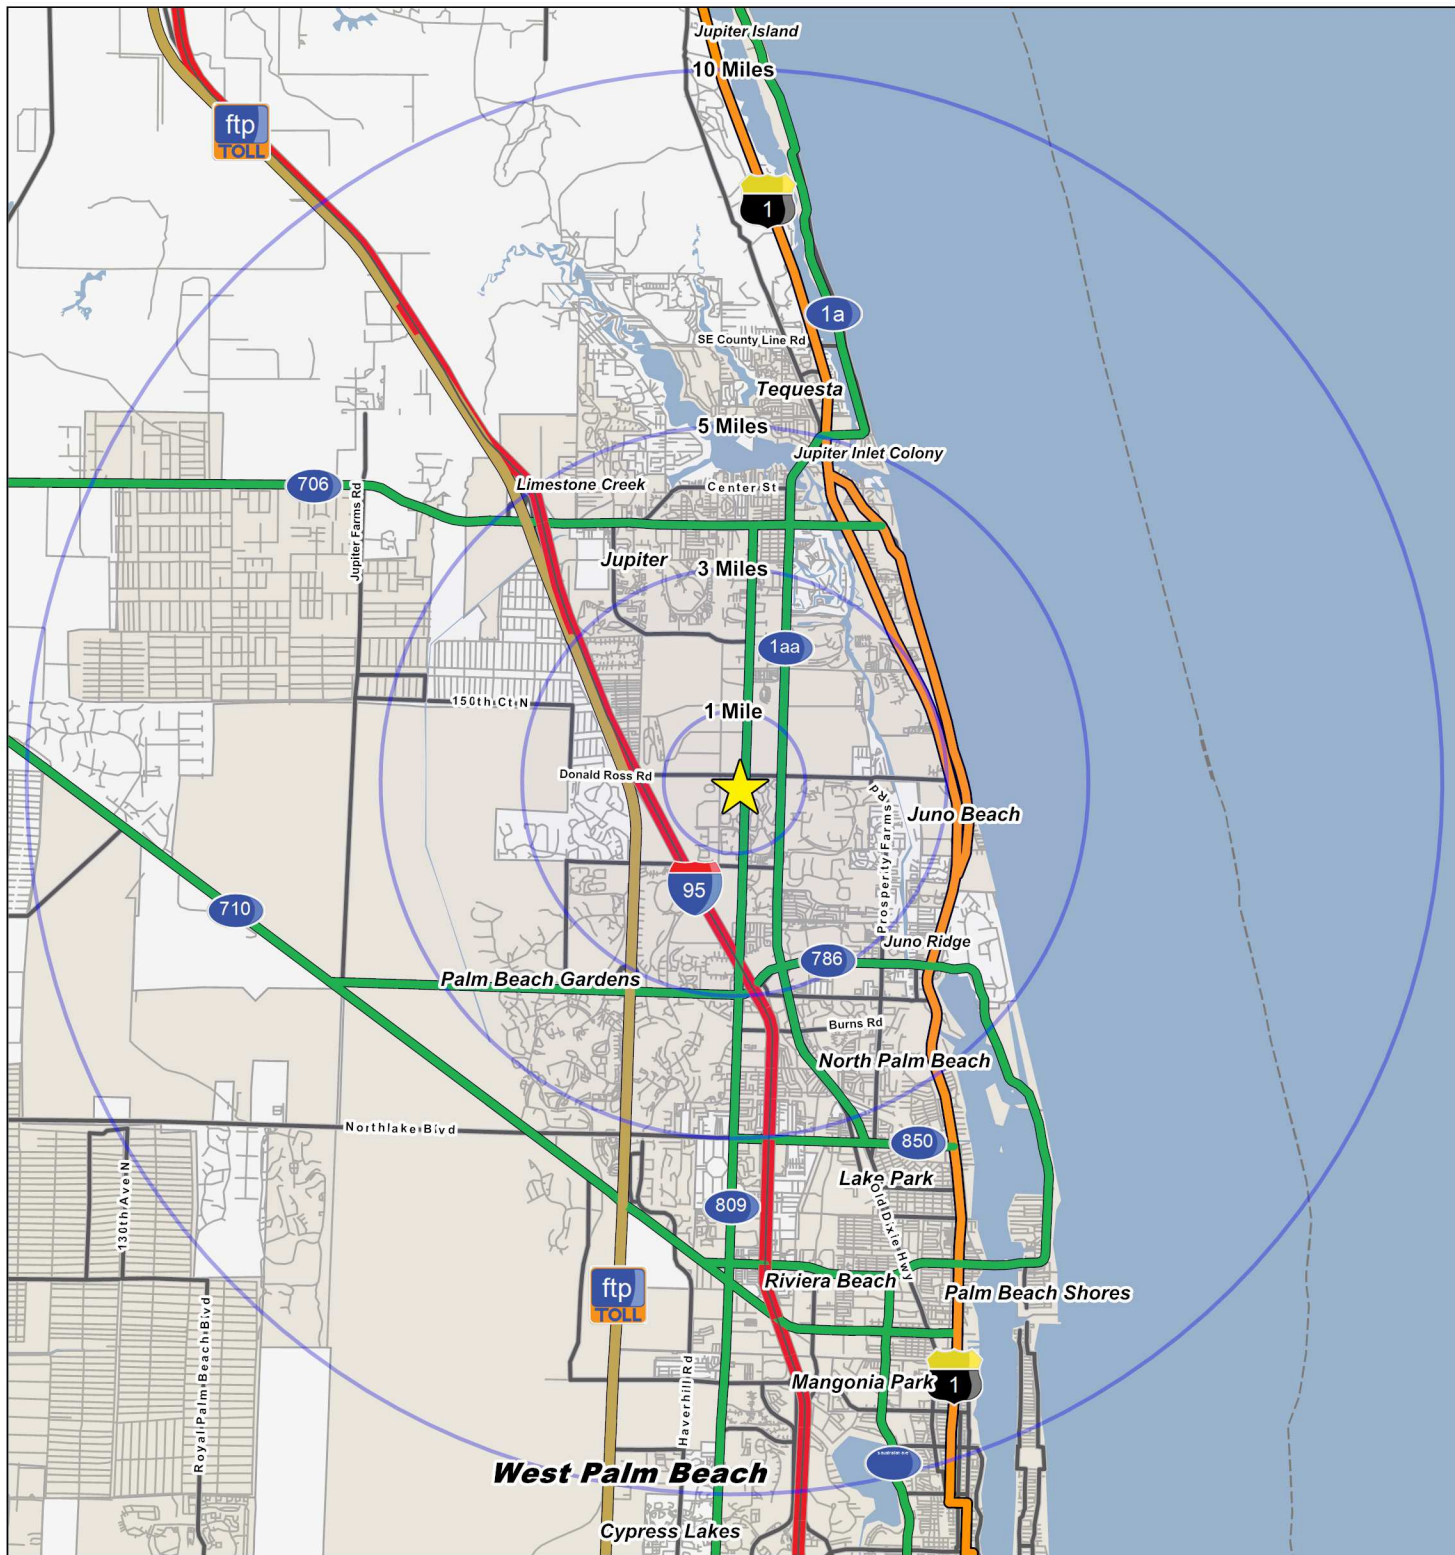 Jupiter Island
10 Miles
ftp
TOLL
1
1a
SE County Line Rd
Tequesta
5 Miles
Jupiter Inlet Colony
706
Limestone Creek
Center St
Jupiter Farms Rd
Jupiter
3 Miles
1aa
150th Ct N
1 Mile
Donald Ross Rd
Prosperity Farms Rd
Juno Beach
95
710
Juno Ridge
786
Palm Beach Gardens
Burns Rd
North Palm Beach
Northlake Blvd
850
130th Ave N
Lake Park
809
Old Dixie Hwy
Riviera Beach
ftp
TOLL
Palm Beach Shores
Royal Palm Beach Blvd
Haverhill Rd
Mangonia Park
1
West Palm Beach
Cypress Lakes